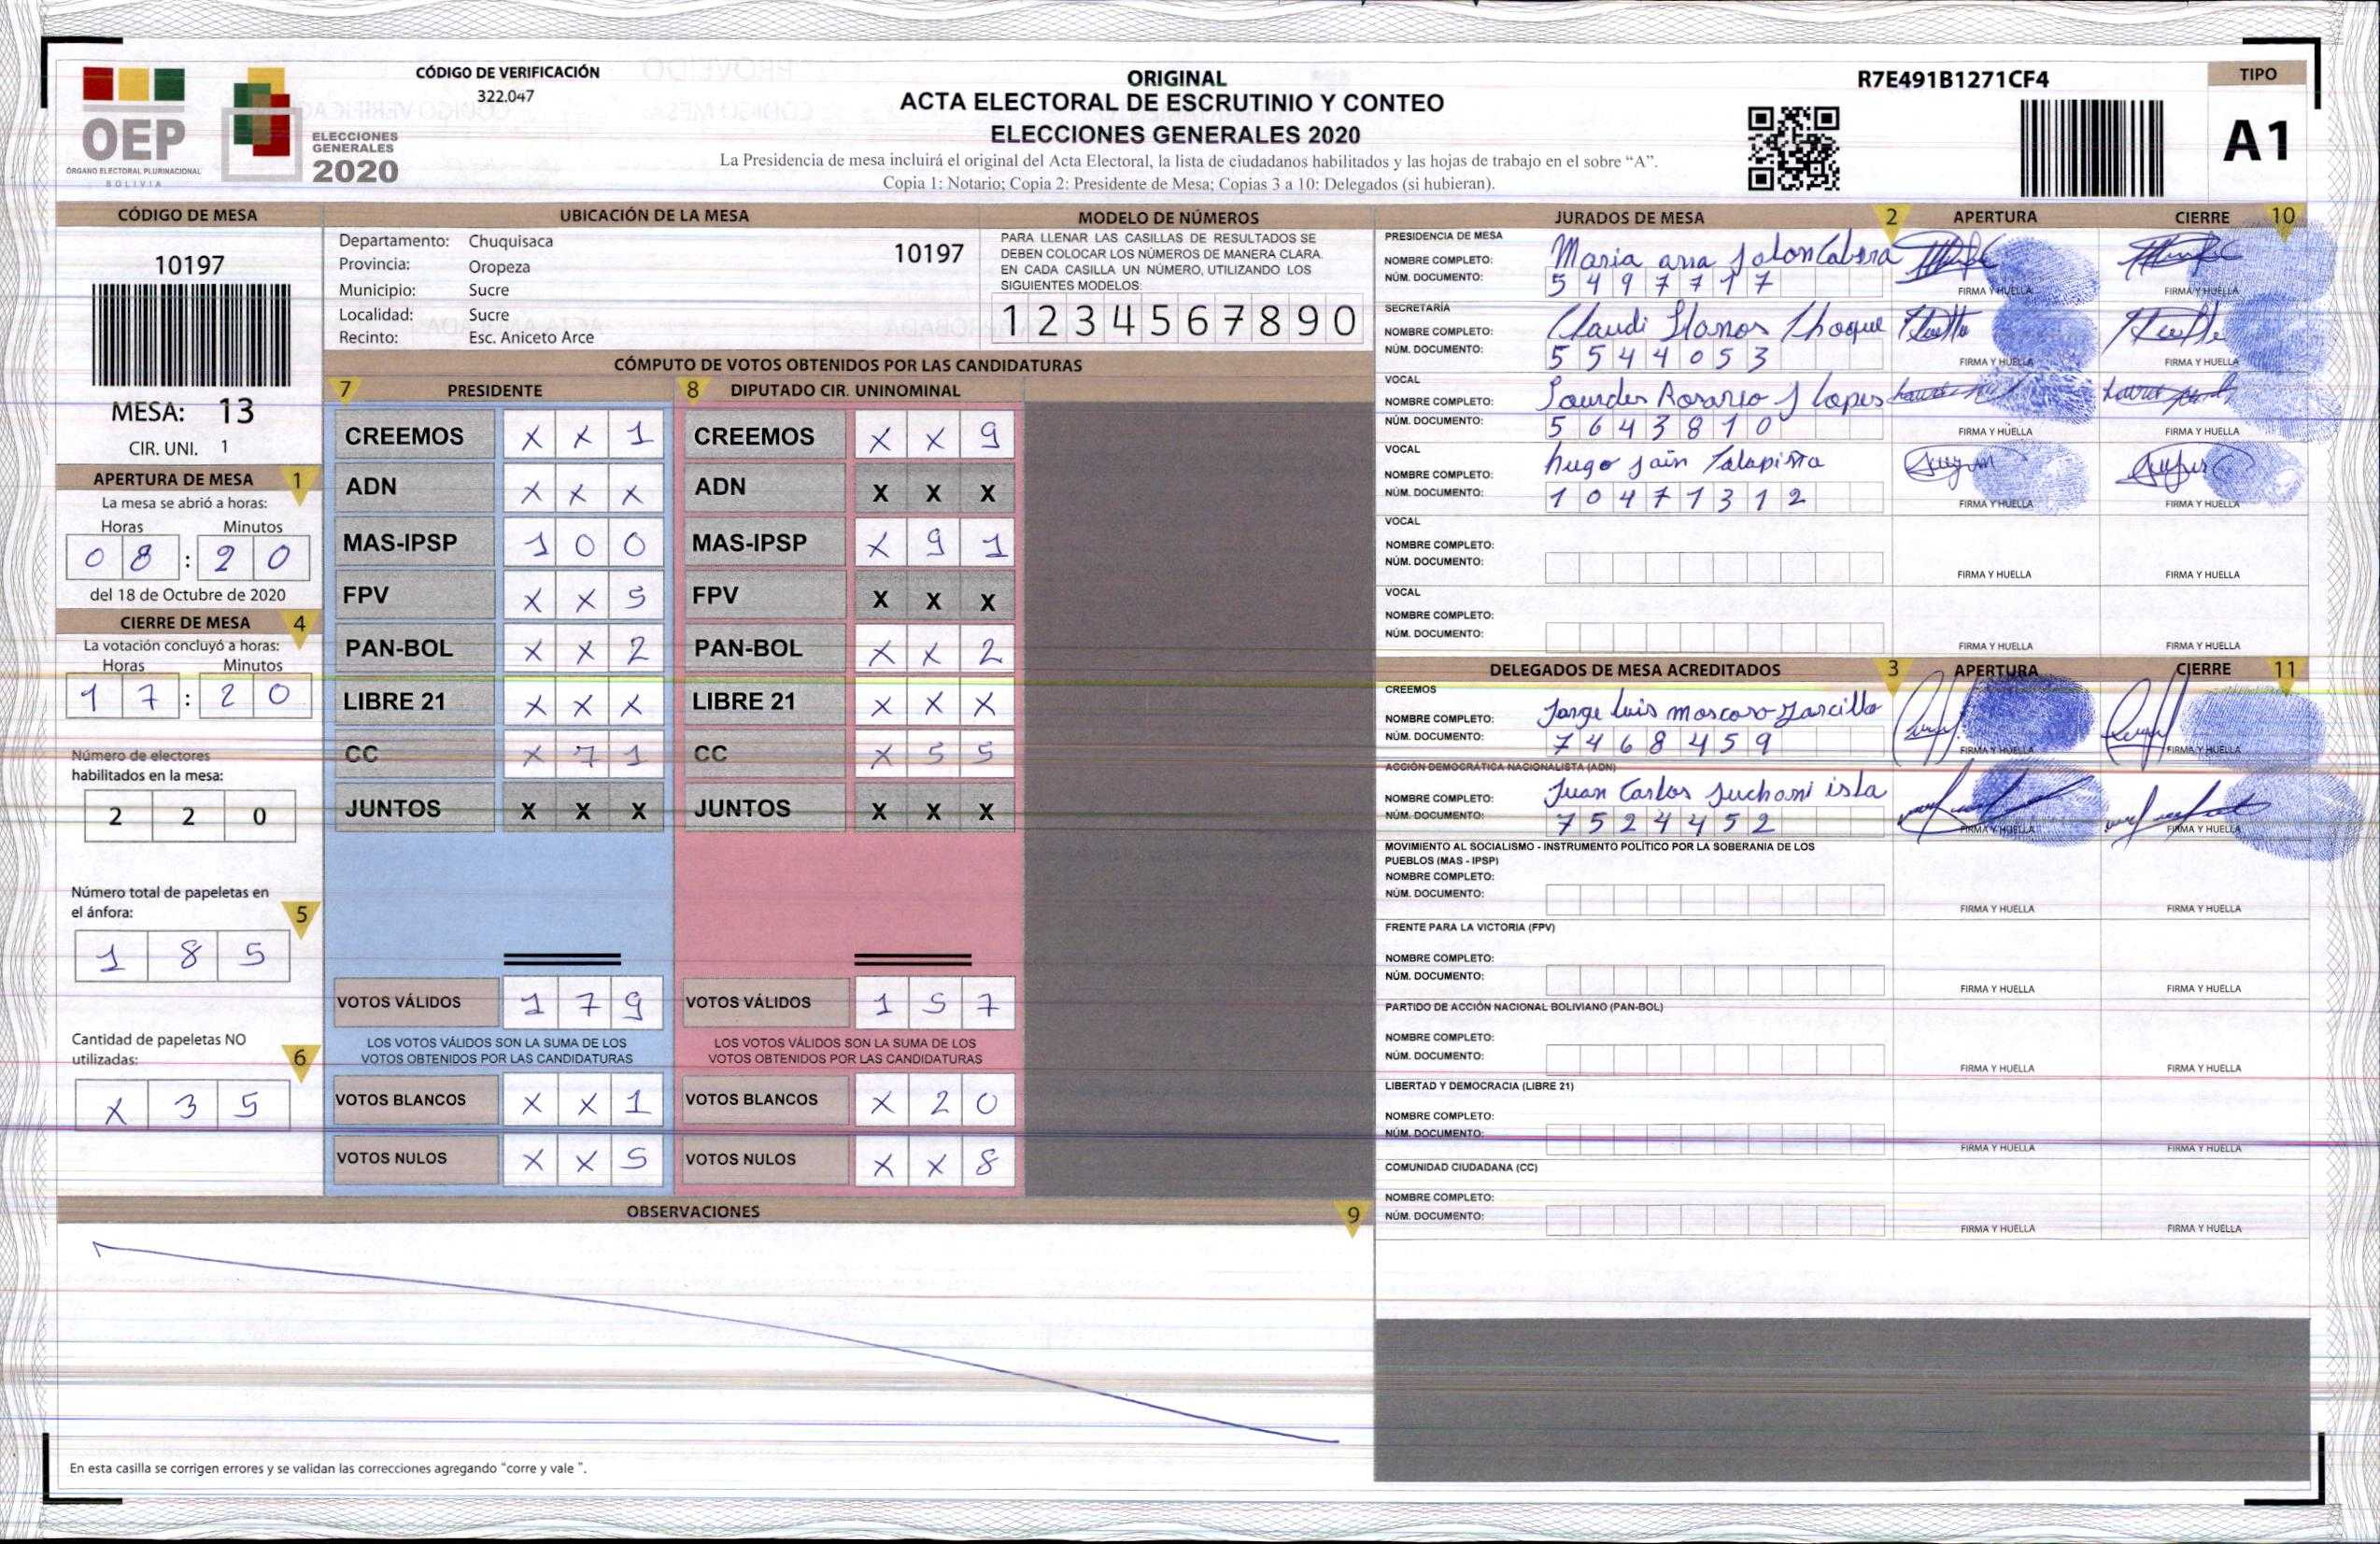 CÓDIGO DE VERIFICACIÓN
322.047
OEP
ÓRGANO ELECTORAL PLURINACIONAL
BOLIVIA
ELECCIONES
GENERALES
2020
ORIGINAL
ACTA ELECTORAL DE ESCRUTINIO Y CONTEO
ELECCIONES GENERALES 2020
La Presidencia de mesa incluirá el original del Acta Electoral, la lista de ciudadanos habilitados y las hojas de trabajo en el sobre “A”.
Copia 1: Notario; Copia 2: Presidente de Mesa; Copias 3 a 10: Delegados (si hubieran).
R7E491B1271CF4
TIPO
A1
CÓDIGO DE MESA
10197
MESA: 13
CIR. UNI. 1
UBICACIÓN DE LA MESA
Departamento: Chuquisaca
Provincia: Oropeza
Municipio: Sucre
Localidad: Sucre
Recinto: Esc. Aniceto Arce
10197
MODELO DE NÚMEROS
PARA LLENAR LAS CASILLAS DE RESULTADOS SE
DEBEN COLOCAR LOS NÚMEROS DE MANERA CLARA.
EN CADA CASILLA UN NÚMERO, UTILIZANDO LOS
SIGUIENTES MODELOS:
1 2 3 4 5 6 7 8 9 0
APERTURA DE MESA 1
La mesa se abrió a horas:
Horas Minutos
0 8 : 2 0
del 18 de Octubre de 2020
CIERRE DE MESA 4
La votación concluyó a horas:
Horas Minutos
1 7 : 2 0
Número de electores
habilitados en la mesa:
2 2 0
Número total de papeletas en
el ánfora: 5
1 8 5
Cantidad de papeletas NO
utilizadas: 6
X 3 5
CÓMPUTO DE VOTOS OBTENIDOS POR LAS CANDIDATURAS
7 PRESIDENTE
CREEMOS X X 1
ADN X X X
MAS-IPSP 1 0 0
FPV X X 5
PAN-BOL X X 2
LIBRE 21 X X X
CC X 7 1
JUNTOS X X X
VOTOS VÁLIDOS 1 7 9
LOS VOTOS VÁLIDOS SON LA SUMA DE LOS
VOTOS OBTENIDOS POR LAS CANDIDATURAS
VOTOS BLANCOS X X 1
VOTOS NULOS X X 5
8 DIPUTADO CIR. UNINOMINAL
CREEMOS X X 9
ADN X X X
MAS-IPSP X 9 1
FPV X X X
PAN-BOL X X 2
LIBRE 21 X X X
CC X 5 5
JUNTOS X X X
VOTOS VÁLIDOS 1 5 7
LOS VOTOS VÁLIDOS SON LA SUMA DE LOS
VOTOS OBTENIDOS POR LAS CANDIDATURAS
VOTOS BLANCOS X 2 0
VOTOS NULOS X X 8
OBSERVACIONES 9
En esta casilla se corrigen errores y se validan las correcciones agregando “corre y vale ”.
JURADOS DE MESA 2 APERTURA CIERRE 10
PRESIDENCIA DE MESA
NOMBRE COMPLETO: Maria ana
NÚM. DOCUMENTO: 5 4 9 7 7 1 7
FIRMA Y HUELLA FIRMA Y HUELLA
SECRETARÍA
NOMBRE COMPLETO: Claudi Llanos Choque
NÚM. DOCUMENTO: 5 5 4 4 0 5 3
FIRMA Y HUELLA FIRMA Y HUELLA
VOCAL
NOMBRE COMPLETO: Lourdes Rosario J Lopes
NÚM. DOCUMENTO: 5 6 4 3 8 1 0
FIRMA Y HUELLA FIRMA Y HUELLA
VOCAL
NOMBRE COMPLETO: hugo
NÚM. DOCUMENTO: 1 0 4 7 1 3 1 2
FIRMA Y HUELLA FIRMA Y HUELLA
VOCAL
NOMBRE COMPLETO:
NÚM. DOCUMENTO:
FIRMA Y HUELLA FIRMA Y HUELLA
VOCAL
NOMBRE COMPLETO:
NÚM. DOCUMENTO:
FIRMA Y HUELLA FIRMA Y HUELLA
DELEGADOS DE MESA ACREDITADOS 3 APERTURA CIERRE 11
CREEMOS
NOMBRE COMPLETO: Jorge Luis
NÚM. DOCUMENTO: 7 4 6 8 4 5 9
FIRMA Y HUELLA FIRMA Y HUELLA
ACCIÓN DEMOCRÁTICA NACIONALISTA (ADN)
NOMBRE COMPLETO: Juan Carlos isla
NÚM. DOCUMENTO: 7 5 2 4 4 5 2
FIRMA Y HUELLA FIRMA Y HUELLA
MOVIMIENTO AL SOCIALISMO - INSTRUMENTO POLÍTICO POR LA SOBERANIA DE LOS
PUEBLOS (MAS - IPSP)
NOMBRE COMPLETO:
NÚM. DOCUMENTO:
FIRMA Y HUELLA FIRMA Y HUELLA
FRENTE PARA LA VICTORIA (FPV)
NOMBRE COMPLETO:
NÚM. DOCUMENTO:
FIRMA Y HUELLA FIRMA Y HUELLA
PARTIDO DE ACCIÓN NACIONAL BOLIVIANO (PAN-BOL)
NOMBRE COMPLETO:
NÚM. DOCUMENTO:
FIRMA Y HUELLA FIRMA Y HUELLA
LIBERTAD Y DEMOCRACIA (LIBRE 21)
NOMBRE COMPLETO:
NÚM. DOCUMENTO:
FIRMA Y HUELLA FIRMA Y HUELLA
COMUNIDAD CIUDADANA (CC)
NOMBRE COMPLETO:
NÚM. DOCUMENTO:
FIRMA Y HUELLA FIRMA Y HUELLA